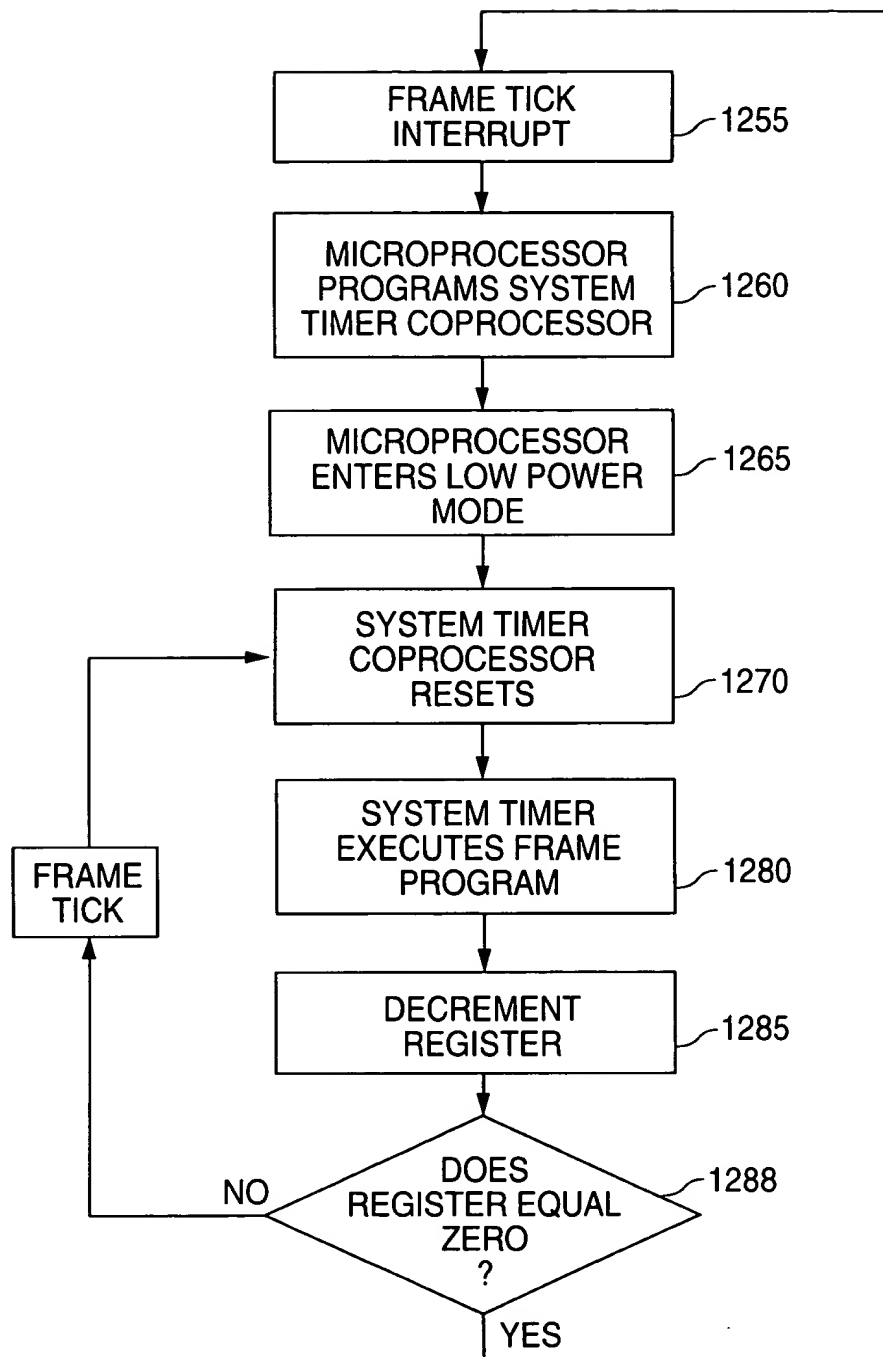 FRAME TICK
INTERRUPT
1255
MICROPROCESSOR
PROGRAMS SYSTEM
TIMER COPROCESSOR
1260
MICROPROCESSOR
ENTERS LOW POWER
MODE
1265
SYSTEM TIMER
COPROCESSOR
RESETS
1270
SYSTEM TIMER
EXECUTES FRAME
PROGRAM
1280
FRAME
TICK
DECREMENT
REGISTER
1285
DOES
REGISTER EQUAL
ZERO
?
1288
NO
YES